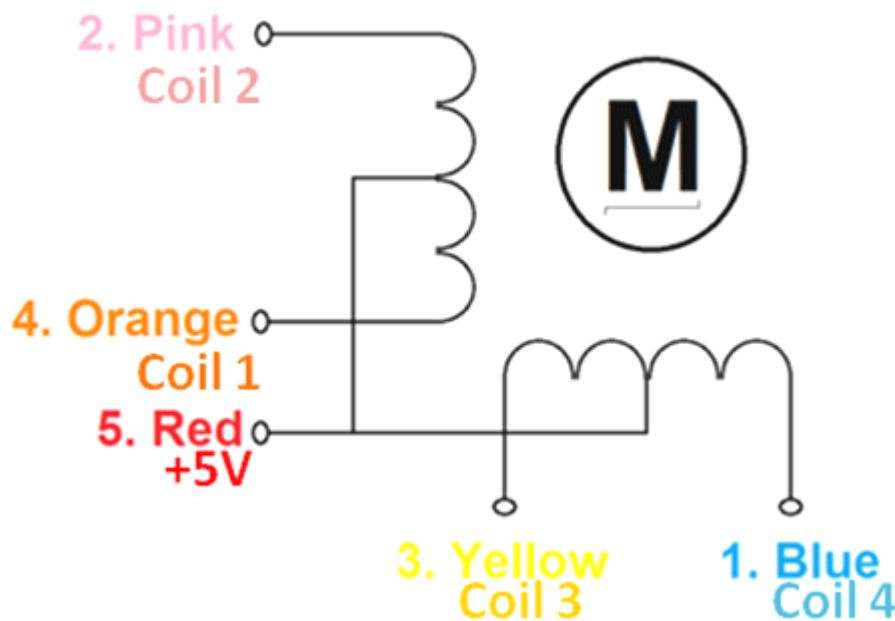 2. Pink
Coil 2
M
4. Orange
Coil 1
5. Red
+5V
3. Yellow
Coil 3
1. Blue
Coil 4